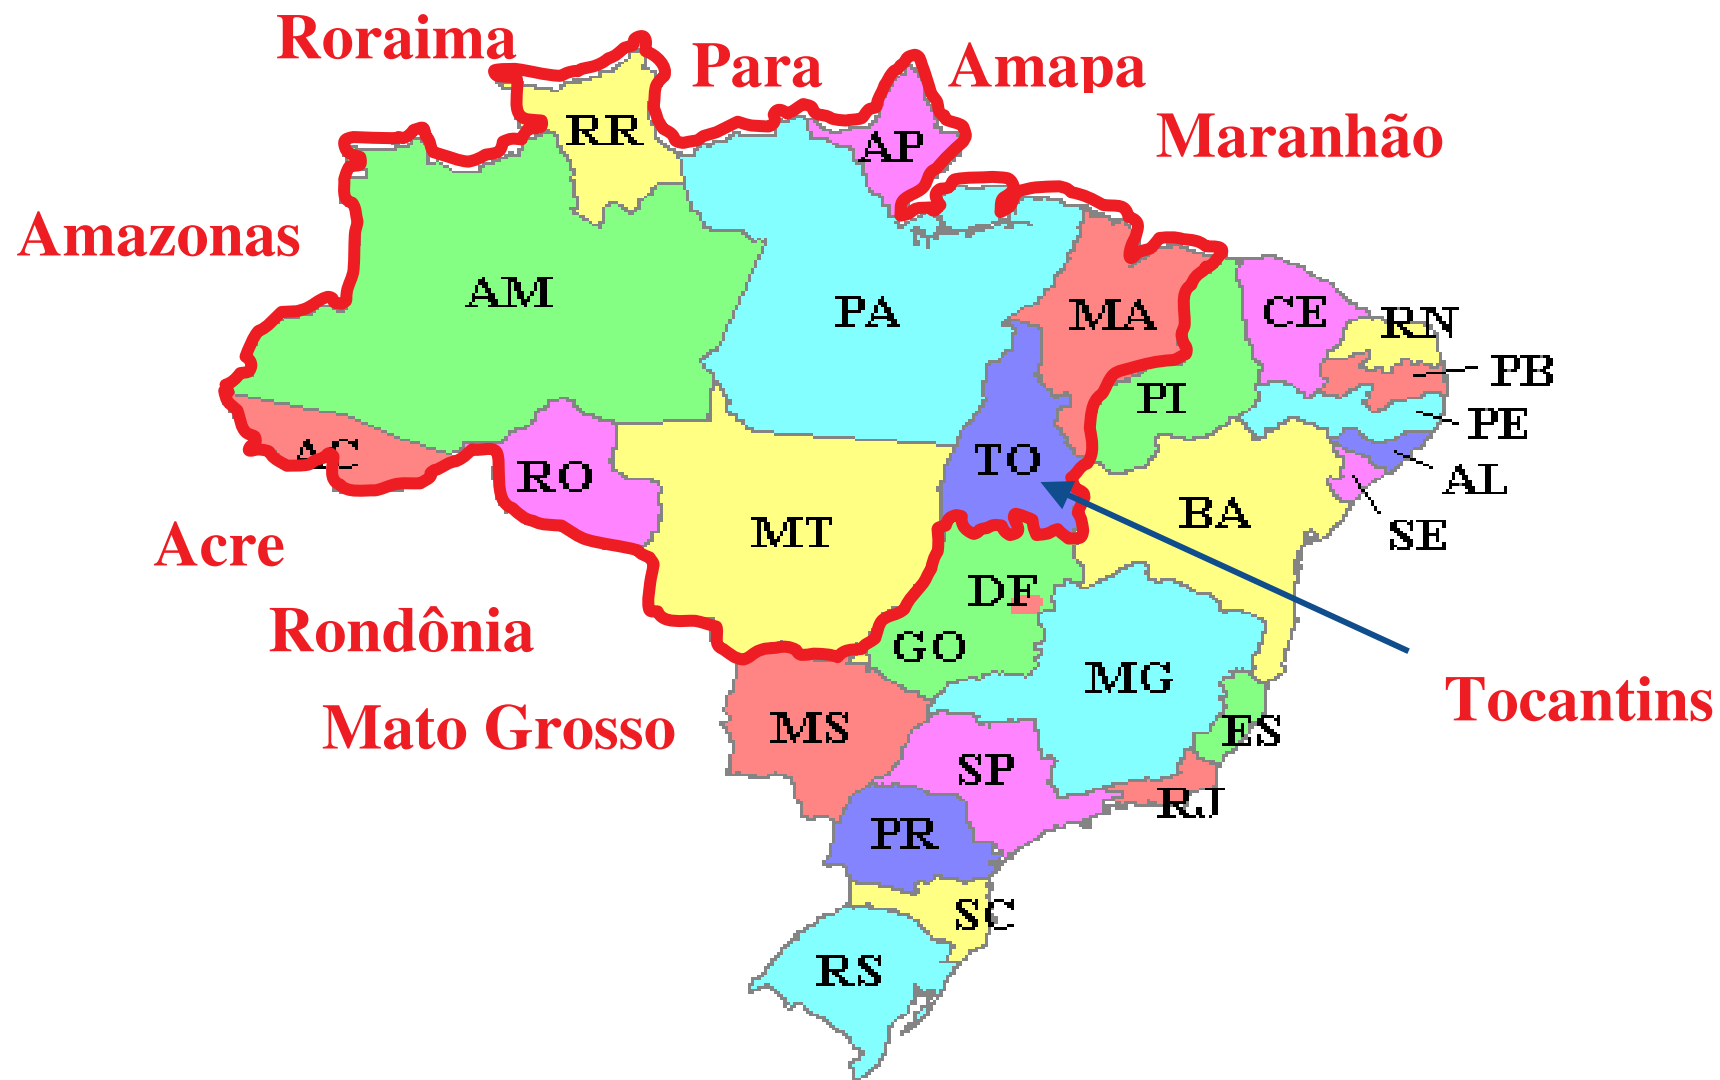 Roraima
Para
Amapa
Maranhão
RR
AP
Amazonas
AM
PA
MA
CE
RN
PB
PI
PE
AC
RO
TO
AL
MT
BA
SE
Acre
DF
Rondônia
GO
MG
Tocantins
Mato Grosso
MS
ES
SP
RJ
PR
SC
RS